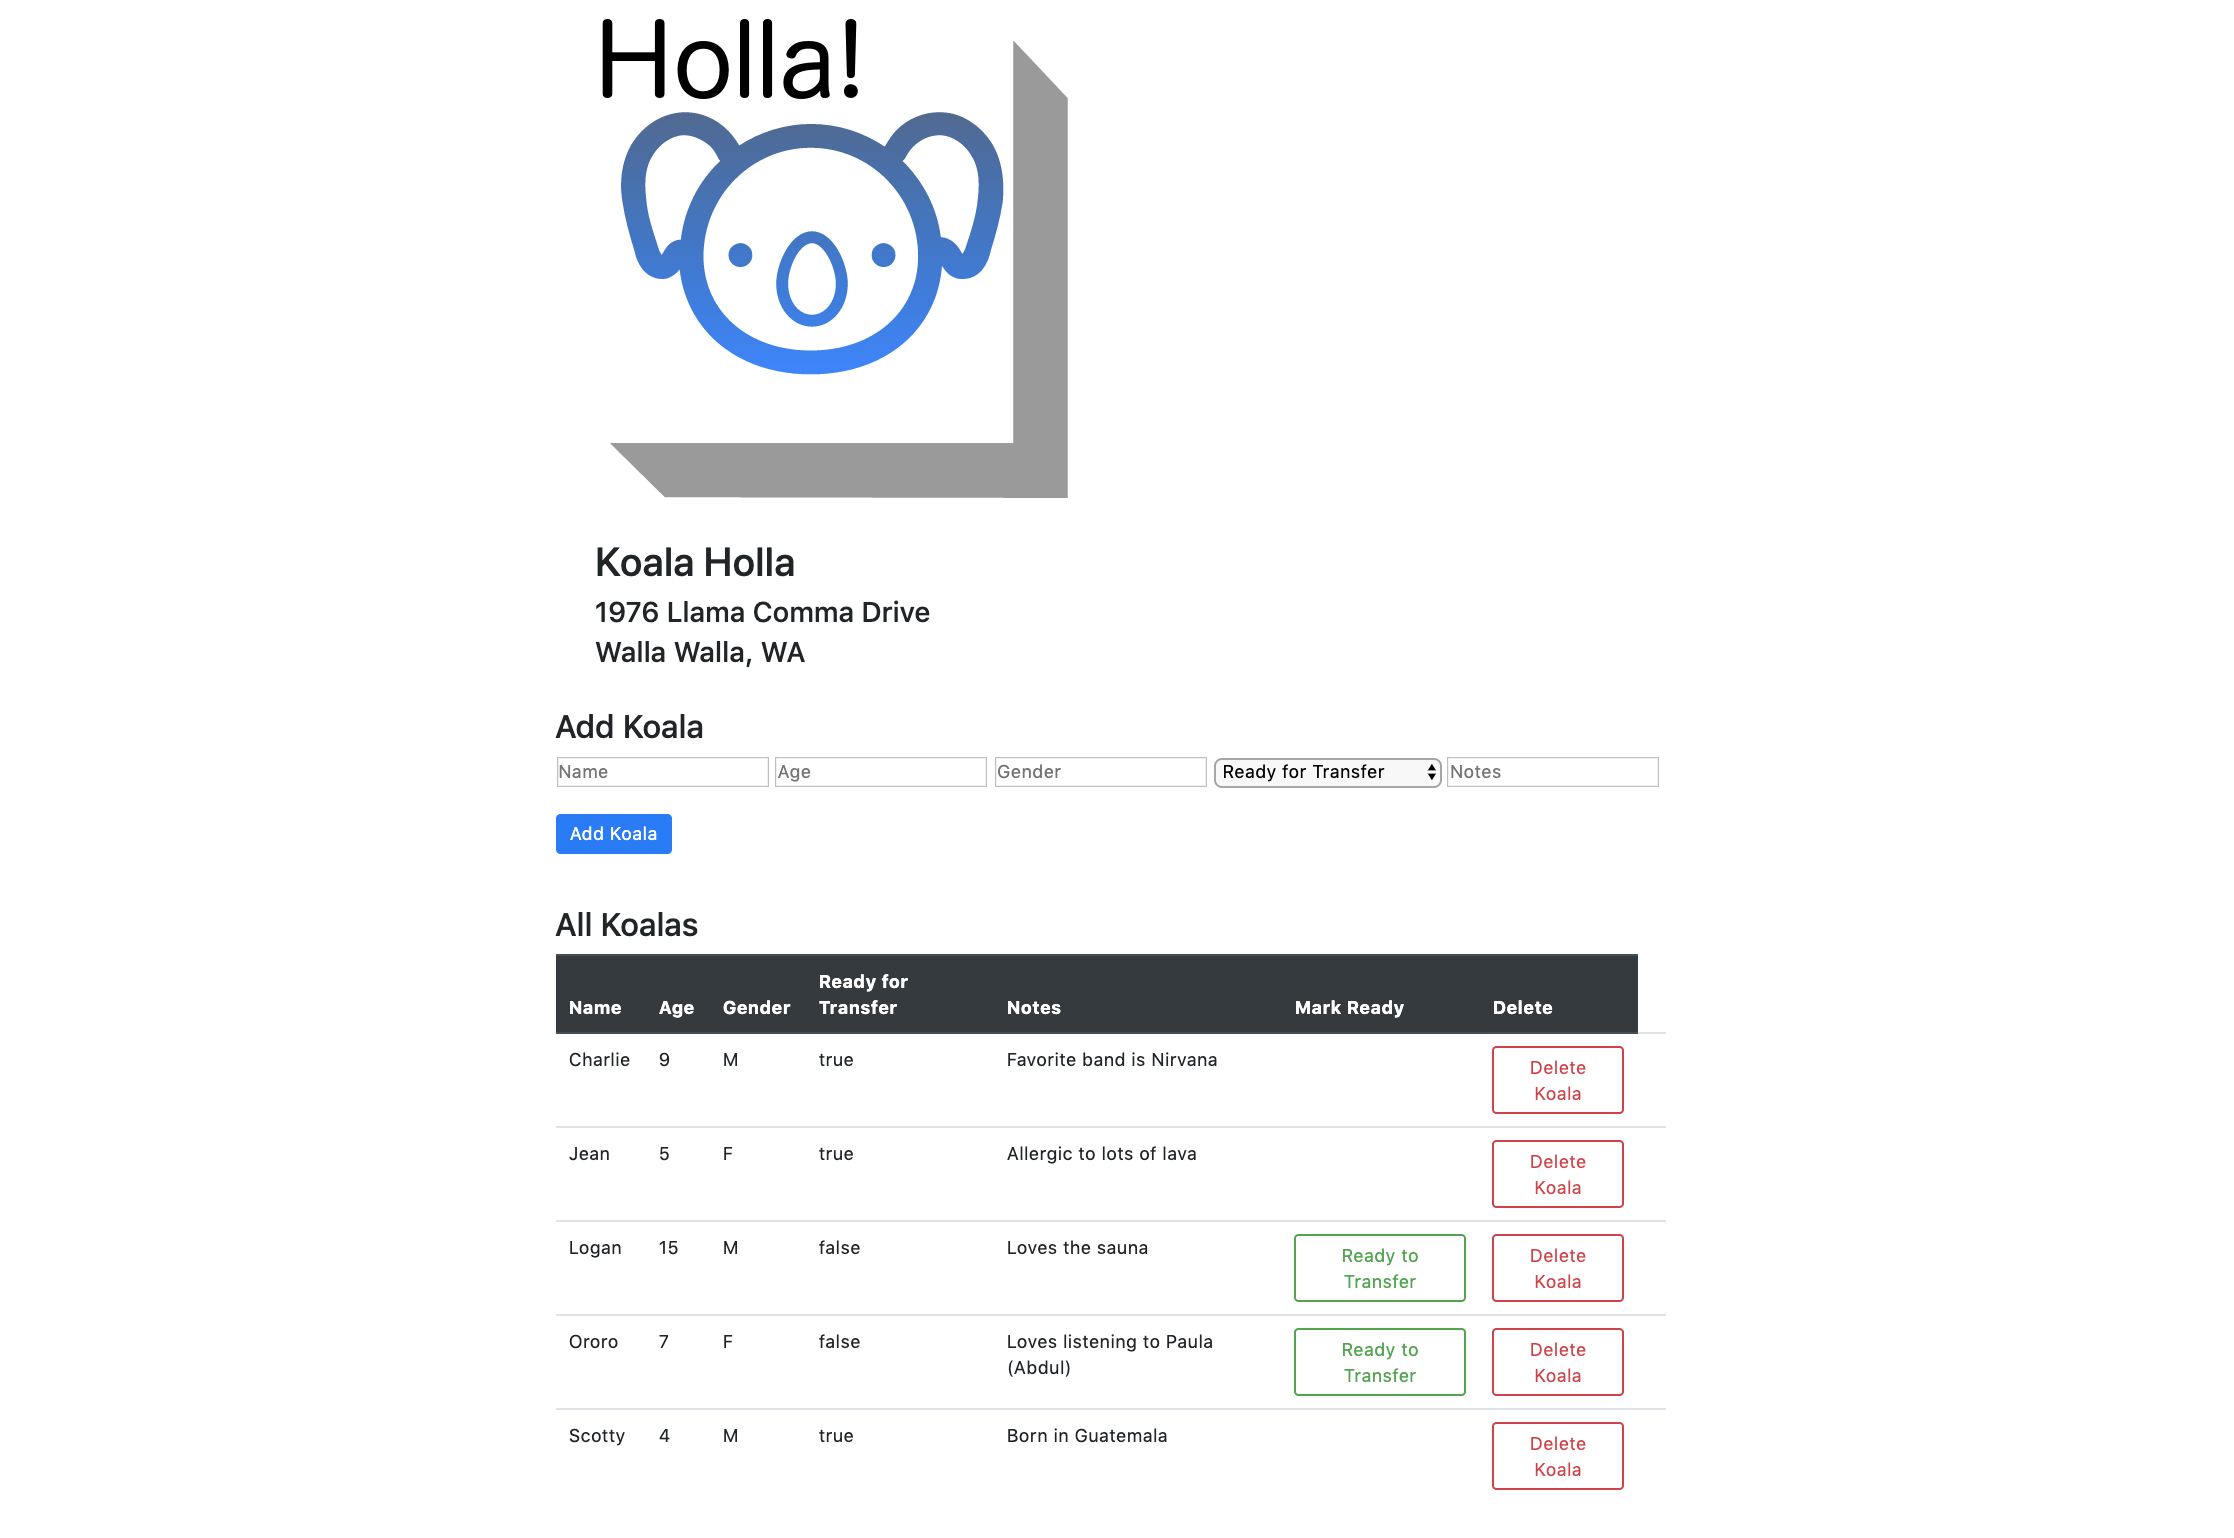 Holla!
Koala Holla
1976 Llama Comma Drive
Walla Walla, WA
Add Koala
Name Age Gender Ready for Transfer Notes
Add Koala
All Koalas
Name Age Gender Ready for Transfer Notes Mark Ready Delete
Charlie 9 M true Favorite band is Nirvana Delete Koala
Jean 5 F true Allergic to lots of lava Delete Koala
Logan 15 M false Loves the sauna Ready to Transfer Delete Koala
Ororo 7 F false Loves listening to Paula (Abdul) Ready to Transfer Delete Koala
Scotty 4 M true Born in Guatemala Delete Koala